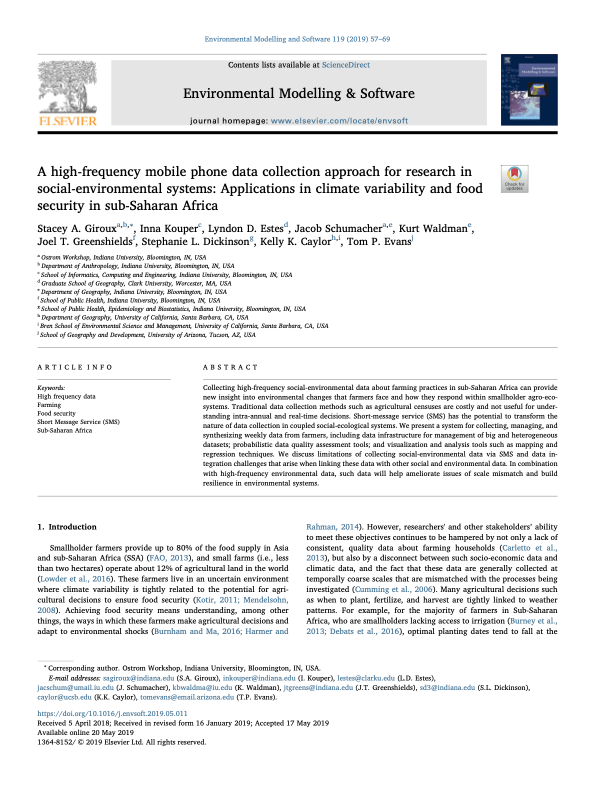 Environmental Modelling and Software 119 (2019) 57–69
Contents lists available at ScienceDirect
Environmental Modelling & Software
journal homepage: www.elsevier.com/locate/envsoft
ELSEVIER
Environmental Modelling & Software
Check for updates
A high-frequency mobile phone data collection approach for research in
social-environmental systems: Applications in climate variability and food
security in sub-Saharan Africa
Stacey A. Giroux a,b,*, Inna Kouper c, Lyndon D. Estes d, Jacob Schumacher a,e, Kurt Waldman e,
Joel T. Greenshields f, Stephanie L. Dickinson g, Kelly K. Caylor h,i, Tom P. Evans j
a Ostrom Workshop, Indiana University, Bloomington, IN, USA
b Department of Anthropology, Indiana University, Bloomington, IN, USA
c School of Informatics, Computing and Engineering, Indiana University, Bloomington, IN, USA
d Graduate School of Geography, Clark University, Worcester, MA, USA
e Department of Geography, Indiana University, Bloomington, IN, USA
f School of Public Health, Indiana University, Bloomington, IN, USA
g School of Public Health, Epidemiology and Biostatistics, Indiana University, Bloomington, IN, USA
h Department of Geography, University of California, Santa Barbara, CA, USA
i Bren School of Environmental Science and Management, University of California, Santa Barbara, CA, USA
j School of Geography and Development, University of Arizona, Tucson, AZ, USA
ARTICLE INFO
Keywords:
High frequency data
Farming
Food security
Short Message Service (SMS)
Sub-Saharan Africa
ABSTRACT
Collecting high-frequency social-environmental data about farming practices in sub-Saharan Africa can provide
new insight into environmental changes that farmers face and how they respond within smallholder agro-eco-
systems. Traditional data collection methods such as agricultural censuses are costly and not useful for under-
standing intra-annual and real-time decisions. Short-message service (SMS) has the potential to transform the
nature of data collection in coupled social-ecological systems. We present a system for collecting, managing, and
synthesizing weekly data from farmers, including data infrastructure for management of big and heterogeneous
datasets; probabilistic data quality assessment tools; and visualization and analysis tools such as mapping and
regression techniques. We discuss limitations of collecting social-environmental data via SMS and data in-
tegration challenges that arise when linking these data with other social and environmental data. In combination
with high-frequency environmental data, such data will help ameliorate issues of scale mismatch and build
resilience in environmental systems.
1. Introduction
Smallholder farmers provide up to 80% of the food supply in Asia
and sub-Saharan Africa (SSA) (FAO, 2013), and small farms (i.e., less
than two hectares) operate about 12% of agricultural land in the world
(Lowder et al., 2016). These farmers live in an uncertain environment
where climate variability is tightly related to the potential for agri-
cultural decisions to ensure food security (Kotir, 2011; Mendelsohn,
2008). Achieving food security means understanding, among other
things, the ways in which these farmers make agricultural decisions and
adapt to environmental shocks (Burnham and Ma, 2016; Harmer and
Rahman, 2014). However, researchers' and other stakeholders' ability
to meet these objectives continues to be hampered by not only a lack of
consistent, quality data about farming households (Carletto et al.,
2013), but also by a disconnect between such socio-economic data and
climatic data, and the fact that these data are generally collected at
temporally coarse scales that are mismatched with the processes being
investigated (Cumming et al., 2006). Many agricultural decisions such
as when to plant, fertilize, and harvest are tightly linked to weather
patterns. For example, for the majority of farmers in Sub-Saharan
Africa, who are smallholders lacking access to irrigation (Burney et al.,
2013; Debats et al., 2016), optimal planting dates tend to fall at the
* Corresponding author. Ostrom Workshop, Indiana University, Bloomington, IN, USA.
E-mail addresses: sagiroux@indiana.edu (S.A. Giroux), inkouper@indiana.edu (I. Kouper), lestes@clarku.edu (L.D. Estes),
jacschum@umail.iu.edu (J. Schumacher), kbwaldma@iu.edu (K. Waldman), jtgreens@indiana.edu (J.T. Greenshields), sd3@indiana.edu (S.L. Dickinson),
caylor@ucsb.edu (K.K. Caylor), tomevans@email.arizona.edu (T.P. Evans).
https://doi.org/10.1016/j.envsoft.2019.05.011
Received 5 April 2018; Received in revised form 16 January 2019; Accepted 17 May 2019
Available online 20 May 2019
1364-8152/ © 2019 Elsevier Ltd. All rights reserved.